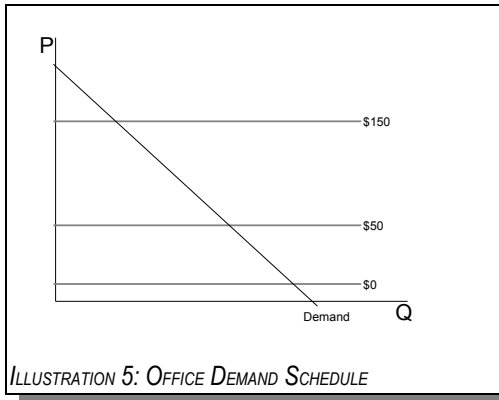 P
$150
$50
$0
Demand
Q
ILLUSTRATION 5: OFFICE DEMAND SCHEDULE